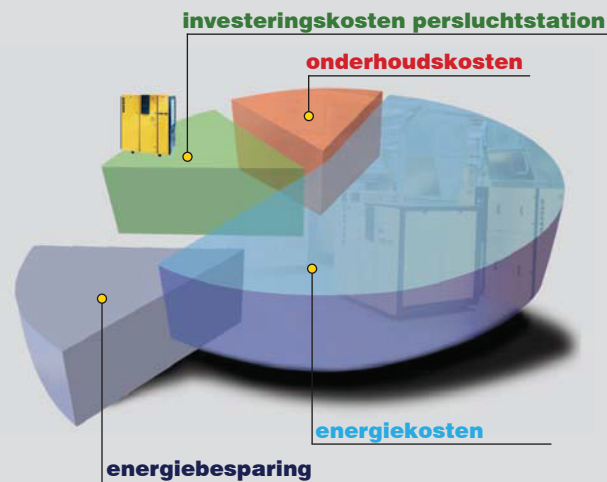 investeringskosten persluchtstation
onderhoudskosten
energiekosten
energiebesparing